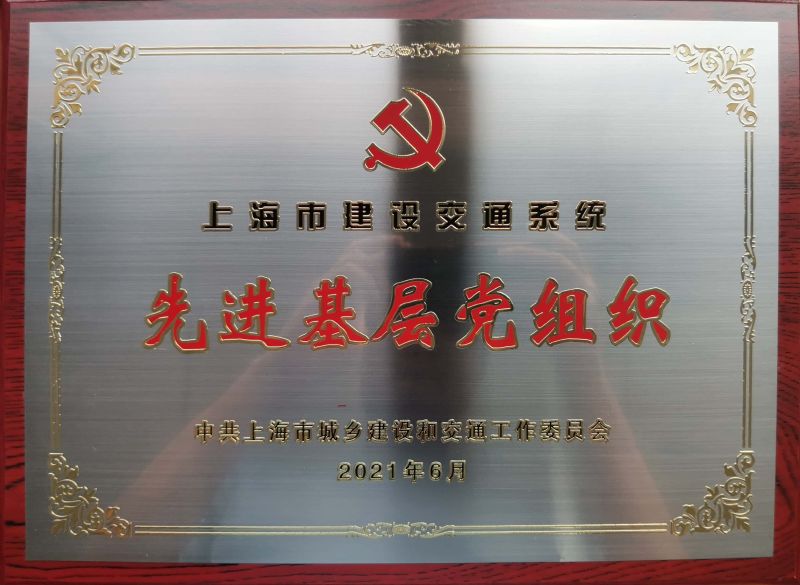 上海市建设交通系统
先进基层党组织
中共上海市城乡建设和交通工作委员会
2021年6月